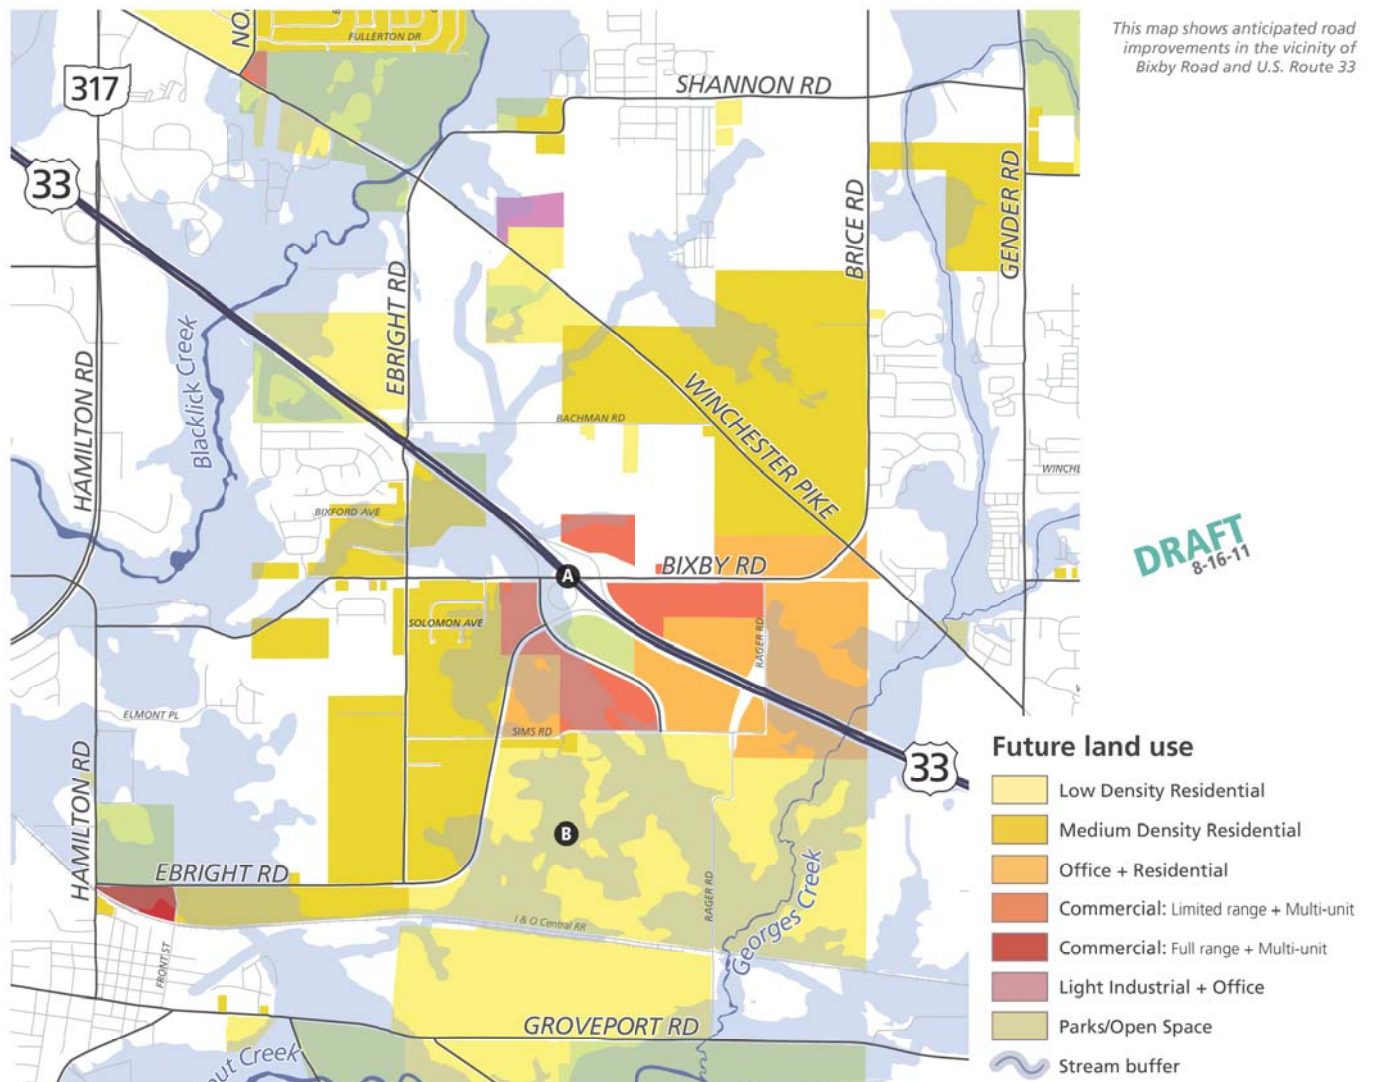 This map shows anticipated road
improvements in the vicinity of
Bixby Road and U.S. Route 33
FULLERTON DR
317
SHANNON RD
33
BRICE RD
GENDER RD
EBRIGHT RD
HAMILTON RD
Blacklick Creek
WINCHESTER PIKE
BACHMAN RD
BIXFORD AVE
DRAFT
8-16-11
A
BIXBY RD
SOLOMON AVE
RAGER RD
ELMONT PL
SIMS RD
33
HAMILTON RD
B
EBRIGHT RD
RAGER RD
Georges Creek
I & O Central RR
FRONT ST
GROVEPORT RD
Future land use
Low Density Residential
Medium Density Residential
Office + Residential
Commercial: Limited range + Multi-unit
Commercial: Full range + Multi-unit
Light Industrial + Office
Parks/Open Space
Stream buffer
Creek